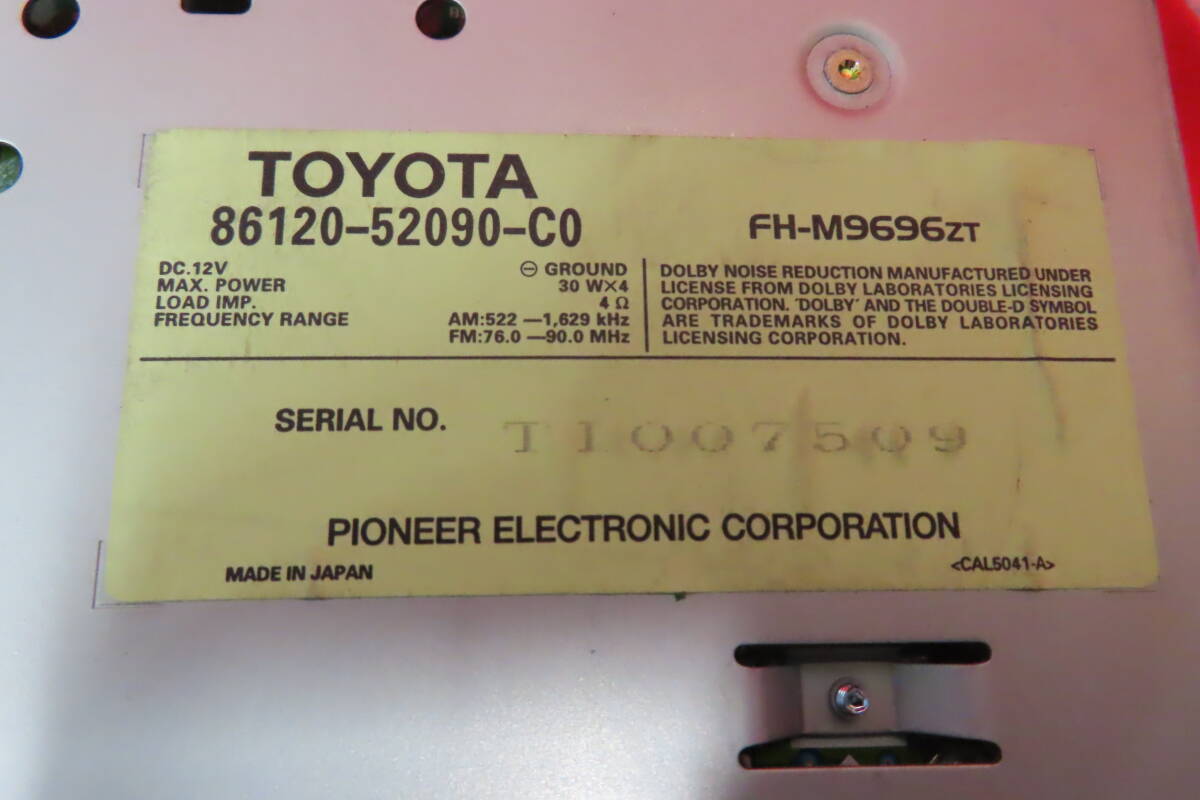 TOYOTA
86120-52090-C0
FH-M9696ZT
DC.12V ⊖ GROUND
MAX. POWER 30 W×4
LOAD IMP. 4 Ω
FREQUENCY RANGE AM:522 —1,629 kHz
FM:76.0 —90.0 MHz
DOLBY NOISE REDUCTION MANUFACTURED UNDER
LICENSE FROM DOLBY LABORATORIES LICENSING
CORPORATION. "DOLBY" AND THE DOUBLE-D SYMBOL
ARE TRADEMARKS OF DOLBY LABORATORIES
LICENSING CORPORATION.
SERIAL NO. TI007509
PIONEER ELECTRONIC CORPORATION
MADE IN JAPAN <CAL5041-A>